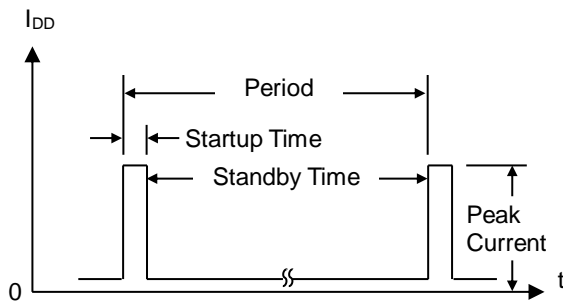 IDD
Period
Startup Time
Standby Time
Peak
Current
0
t